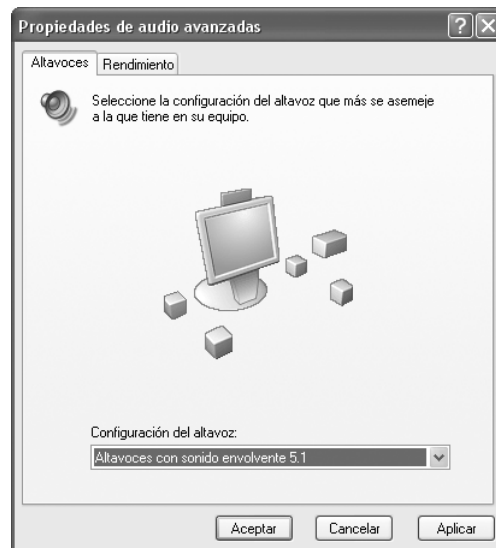 Propiedades de audio avanzadas
Altavoces
Rendimiento
Seleccione la configuración del altavoz que más se asemeje
a la que tiene en su equipo.
Configuración del altavoz:
Altavoces con sonido envolvente 5.1
Aceptar
Cancelar
Aplicar